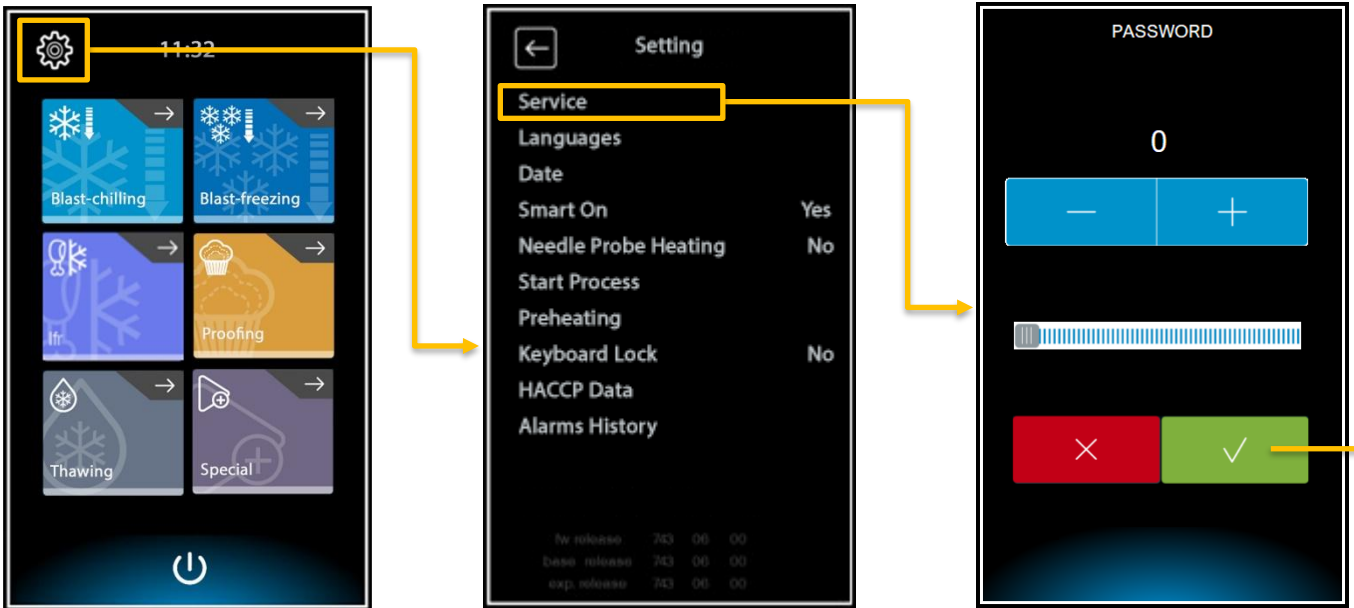 11:32
Blast-chilling
Blast-freezing
Ifr
Proofing
Thawing
Special
Setting
Service
Languages
Date
Smart On Yes
Needle Probe Heating No
Start Process
Preheating
Keyboard Lock No
HACCP Data
Alarms History
fw release 743 06 00
base release 743 06 00
exp. release 743 06 00
PASSWORD
0